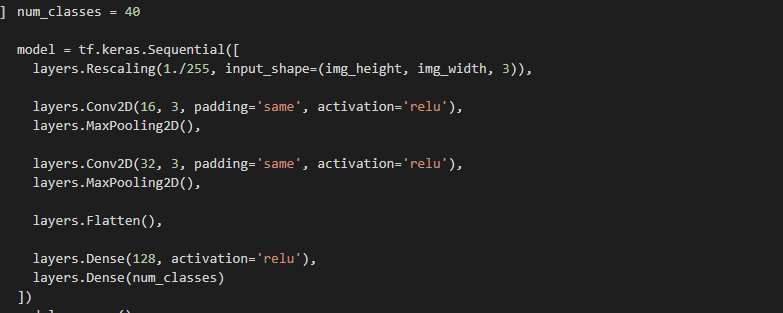 ] num_classes = 40
model = tf.keras.Sequential([
layers.Rescaling(1./255, input_shape=(img_height, img_width, 3)),
layers.Conv2D(16, 3, padding='same', activation='relu'),
layers.MaxPooling2D(),
layers.Conv2D(32, 3, padding='same', activation='relu'),
layers.MaxPooling2D(),
layers.Flatten(),
layers.Dense(128, activation='relu'),
layers.Dense(num_classes)
])